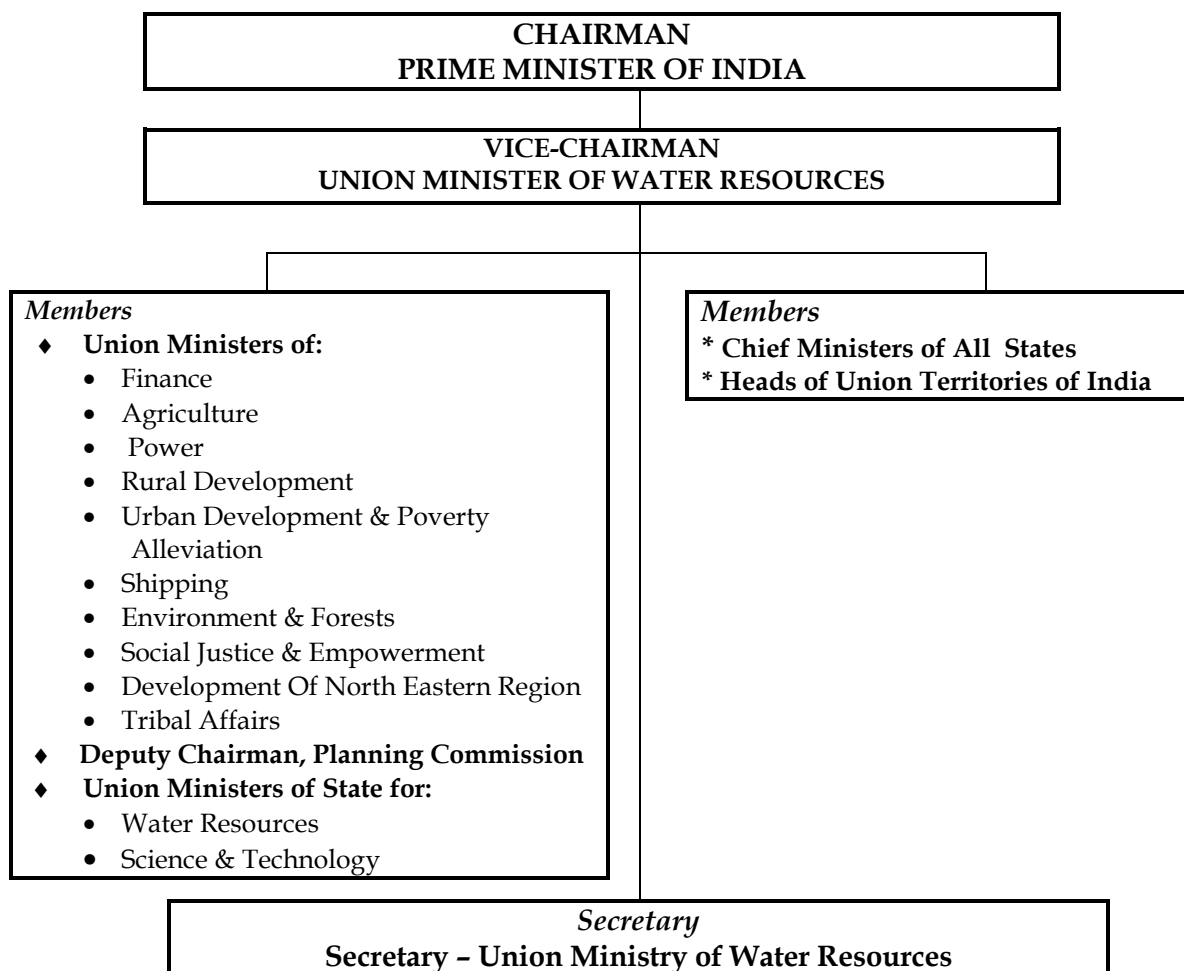 CHAIRMAN
PRIME MINISTER OF INDIA
VICE-CHAIRMAN
UNION MINISTER OF WATER RESOURCES
Members
♦ Union Ministers of:
• Finance
• Agriculture
• Power
• Rural Development
• Urban Development & Poverty
Alleviation
• Shipping
• Environment & Forests
• Social Justice & Empowerment
• Development Of North Eastern Region
• Tribal Affairs
♦ Deputy Chairman, Planning Commission
♦ Union Ministers of State for:
• Water Resources
• Science & Technology
Members
* Chief Ministers of All States
* Heads of Union Territories of India
Secretary
Secretary – Union Ministry of Water Resources